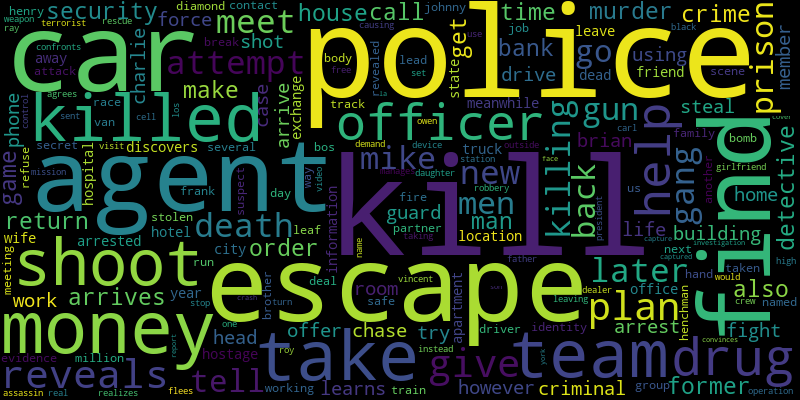 henry
weapon
ray
security
terrorist
diamond
contact
rescue
force
meet
house
call
johnny
time
job
murder
leave
crime
black
use
car
police
break
shot
away
attack
confronts
charlie
attempt
make
case
body
free
revealed
lead
set
state
get
bank
drive
go
dead
using
friend
scene
prison
member
agrees
race
van
los
killed
arrive
exchange
track
officer
meanwhile
owen
gun
steal
phone
control
sent
cell
secret
visit
discovers
several
bos
mike
new
truck
device
station
outside
demand
daughter
carl
brian
family
another
bomb
girlfriend
cover
detective
game
refuse
mission
hospital
agent
suspect
frank
day
way
video
information
manages
fire
guard
partner
taking
robbery
men
man
location
face
killing
back
president
us
life
help
gang
home
building
find
return
stolen
death
hotel
leaf
city
order
kill
wife
meeting
arrested
run
name
father
next
capture
captured
investigation
high
shoot
escape
later
also
hand
taken
would
work
arrives
year
stop
brother
deal
room
safe
vincent
apartment
leaving
dealer
office
crew
named
plan
henchman
money
one
turn
crash
head
offer
chase
try
driver
identity
arrest
fight
convinces
evidence
million
report
hostage
roy
take
give
instead
york
team
drug
reveals
tell
working
learns
train
however
criminal
group
former
operation
assassin
real
realizes
flees